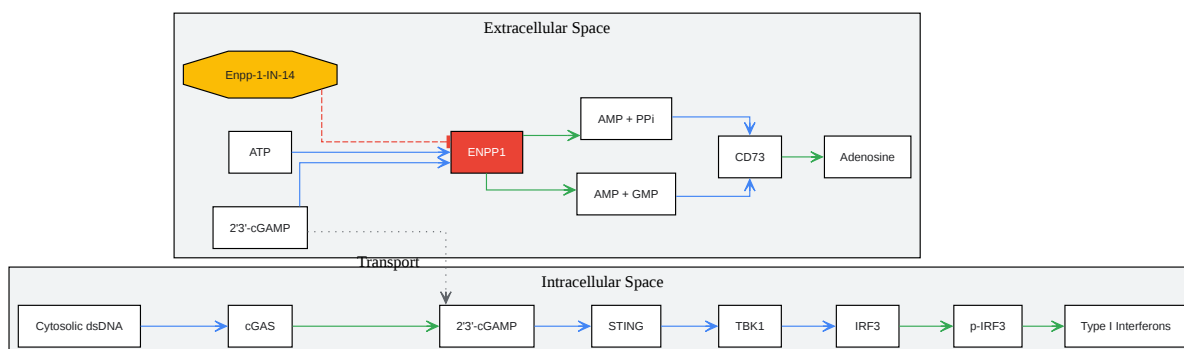 Extracellular Space
Enpp-1-IN-14
AMP + PPi
ATP
ENPP1
CD73
Adenosine
AMP + GMP
2'3'-cGAMP
Transport
Intracellular Space
Cytosolic dsDNA
cGAS
2'3'-cGAMP
STING
TBK1
IRF3
p-IRF3
Type I Interferons